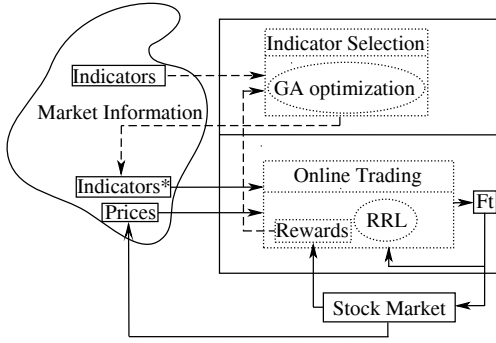 Indicator Selection
Indicators
GA optimization
Market Information
Online Trading
Indicators*
Prices
Ft
RRL
Rewards
Stock Market